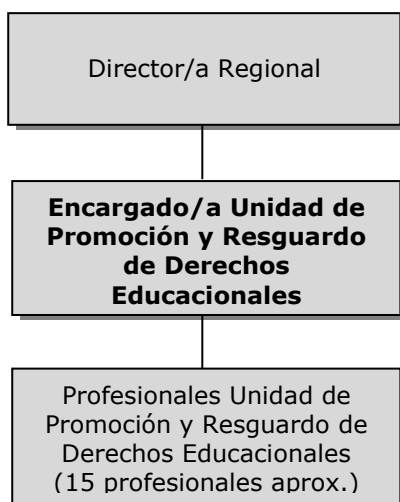 Director/a Regional
Encargado/a Unidad de
Promoción y Resguardo
de Derechos
Educacionales
Profesionales Unidad de
Promoción y Resguardo de
Derechos Educacionales
(15 profesionales aprox.)